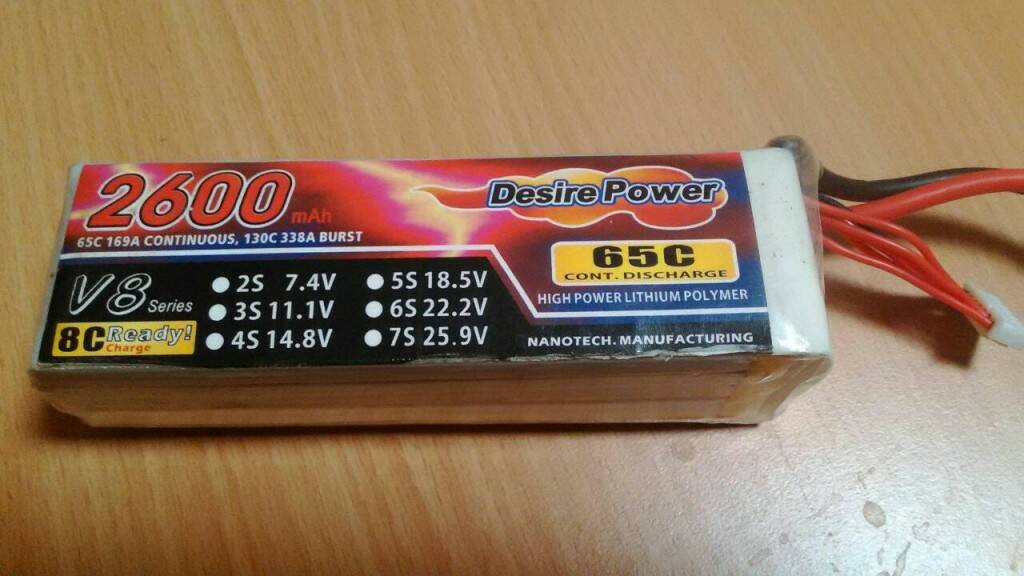 2600 mAh
65C 169A CONTINUOUS, 130C 338A BURST
Desire Power
65C
CONT. DISCHARGE
HIGH POWER LITHIUM POLYMER
NANOTECH. MANUFACTURING
V8 Series
8C Ready!
Charge
2S 7.4V
3S 11.1V
4S 14.8V
5S 18.5V
6S 22.2V
7S 25.9V